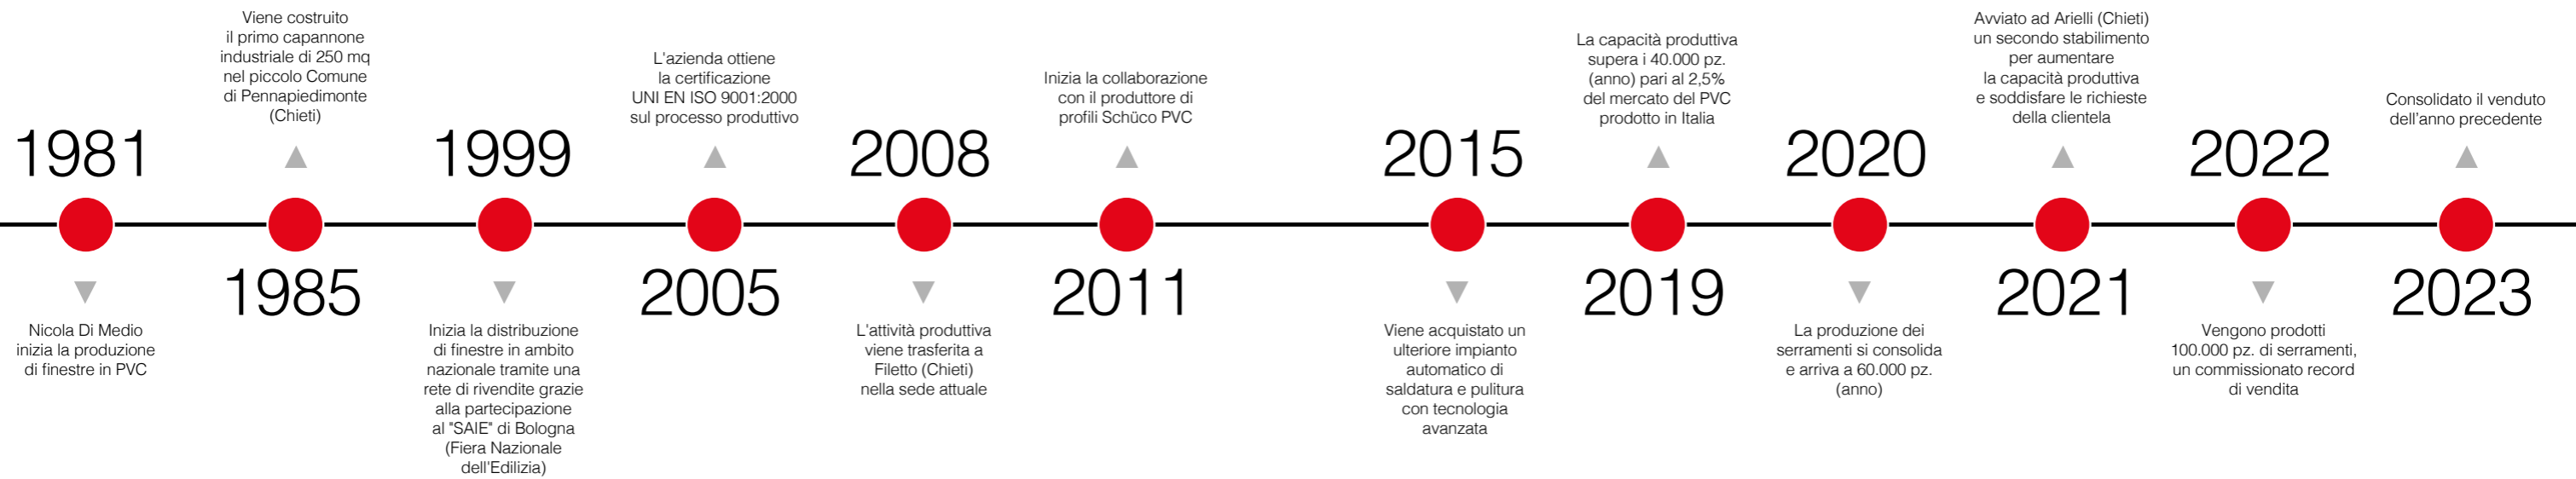 1981
Nicola Di Medio
inizia la produzione
di finestre in PVC
Viene costruito
il primo capannone
industriale di 250 mq
nel piccolo Comune
di Pennapiedimonte
(Chieti)
1985
1999
Inizia la distribuzione
di finestre in ambito
nazionale tramite una
rete di rivendite grazie
alla partecipazione
al "SAIE" di Bologna
(Fiera Nazionale
dell'Edilizia)
L'azienda ottiene
la certificazione
UNI EN ISO 9001:2000
sul processo produttivo
2005
2008
L'attività produttiva
viene trasferita a
Filetto (Chieti)
nella sede attuale
Inizia la collaborazione
con il produttore di
profili Schüco PVC
2011
2015
Viene acquistato un
ulteriore impianto
automatico di
saldatura e pulitura
con tecnologia
avanzata
La capacità produttiva
supera i 40.000 pz.
(anno) pari al 2,5%
del mercato del PVC
prodotto in Italia
2019
2020
La produzione dei
serramenti si consolida
e arriva a 60.000 pz.
(anno)
Avviato ad Arielli (Chieti)
un secondo stabilimento
per aumentare
la capacità produttiva
e soddisfare le richieste
della clientela
2021
2022
Vengono prodotti
100.000 pz. di serramenti,
un commissionato record
di vendita
Consolidato il venduto
dell'anno precedente
2023